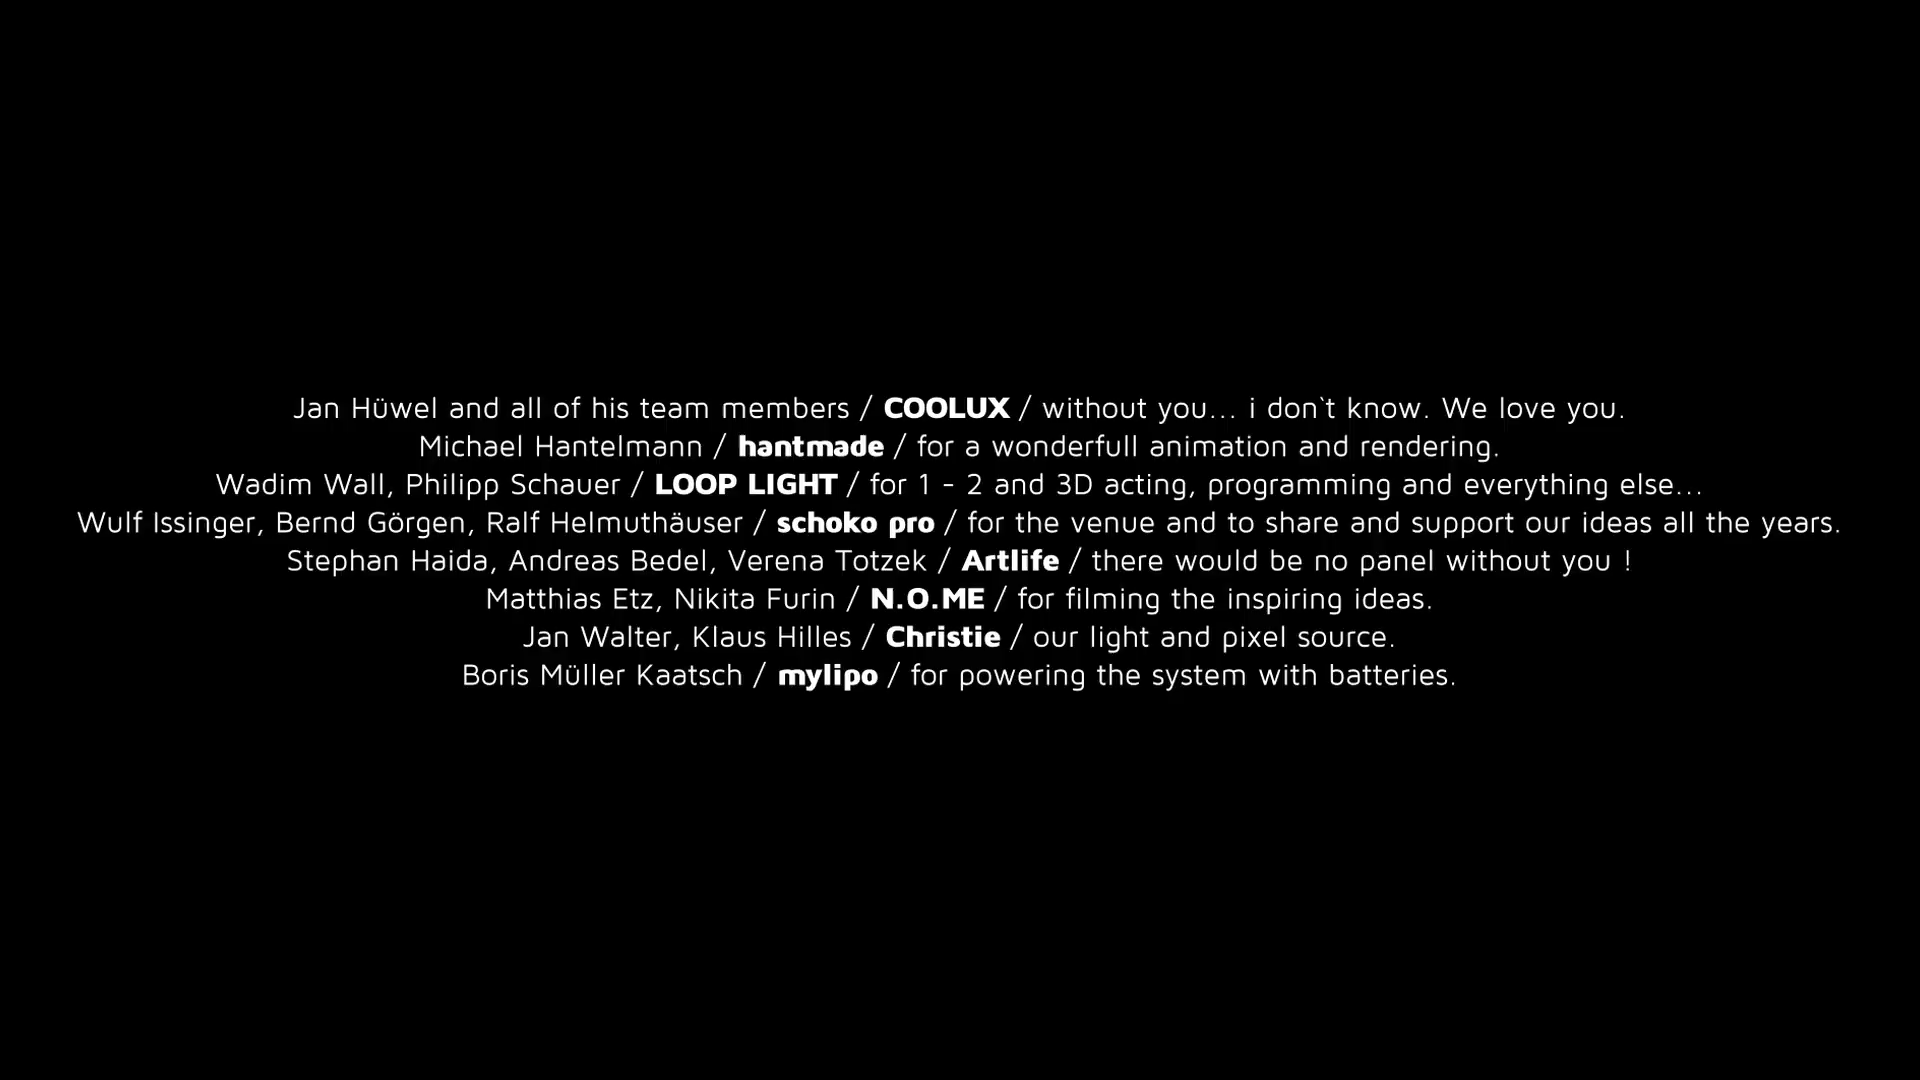 Jan Hüwel and all of his team members / COOLUX / without you... i don`t know. We love you.
Michael Hantelmann / hantmade / for a wonderfull animation and rendering.
Wadim Wall, Philipp Schauer / LOOP LIGHT / for 1 - 2 and 3D acting, programming and everything else...
Wulf Issinger, Bernd Görgen, Ralf Helmuthäuser / schoko pro / for the venue and to share and support our ideas all the years.
Stephan Haida, Andreas Bedel, Verena Totzek / Artlife / there would be no panel without you !
Matthias Etz, Nikita Furin / N.O.ME / for filming the inspiring ideas.
Jan Walter, Klaus Hilles / Christie / our light and pixel source.
Boris Müller Kaatsch / mylipo / for powering the system with batteries.